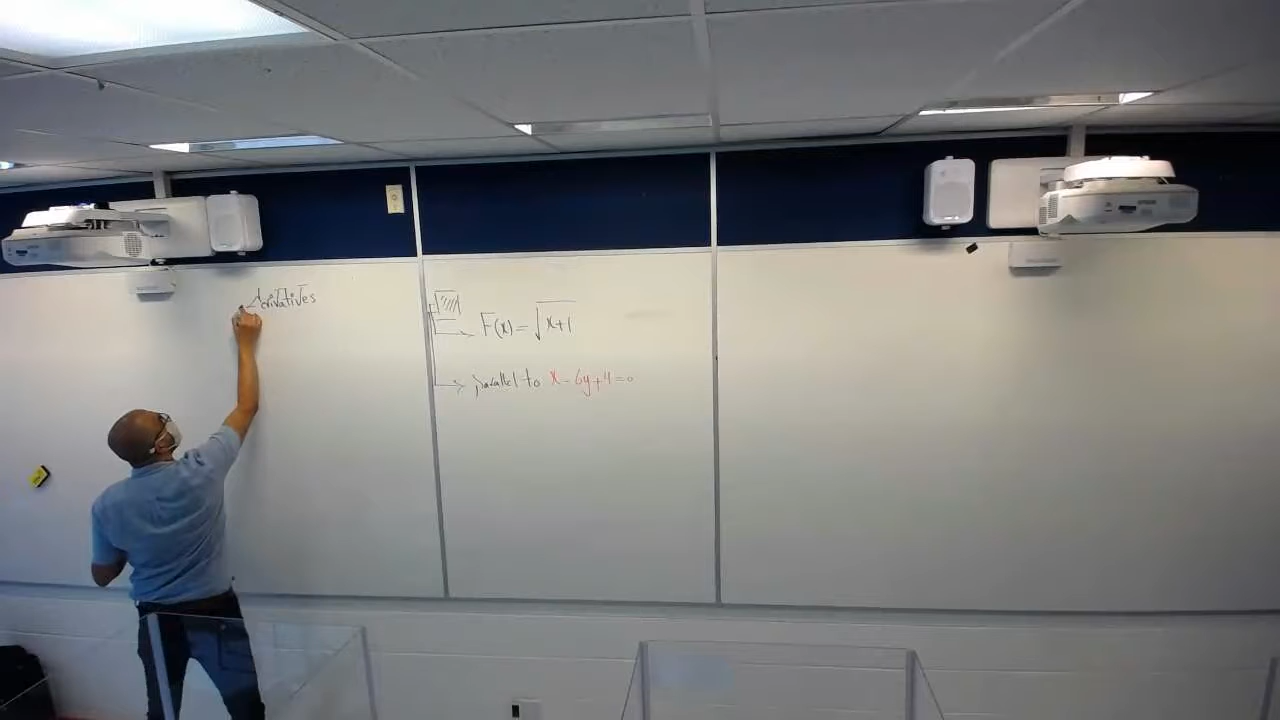 derivatives
F(x) = √x+1
parallel to x - 6y + 4 = 0